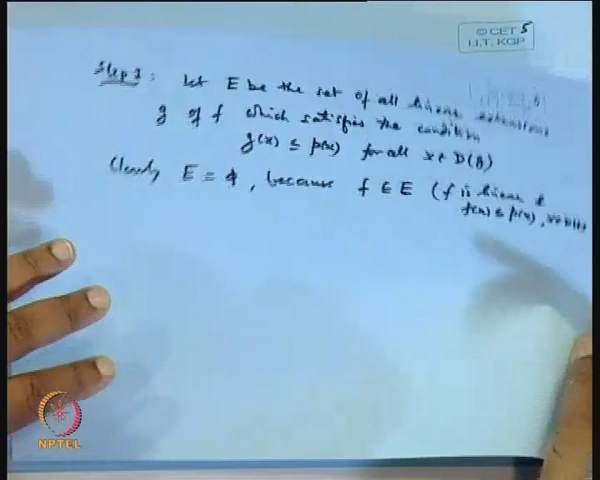 © CET 5
I.I.T. KGP
Step I : Let E be the set of all linear extensions
g of f which satisfies the condition
g(x) ≤ p(x) for all x ∈ D(g)
Clearly E = ϕ, because f ∈ E (f is linear &
f(x) ≤ p(x),
NPTEL